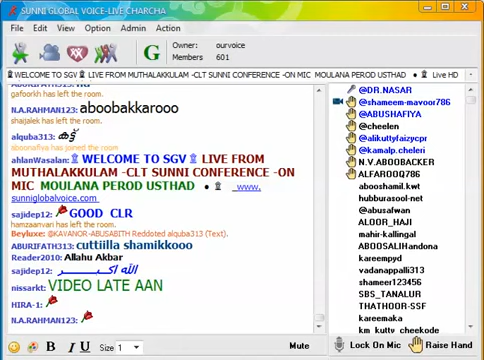 SUNNI GLOBAL VOICE-LIVE CHARCHA
File Edit View Option Admin Action
G Owner: ourvoice
Members 601
WELCOME TO SGV LIVE FROM MUTHALAKKULAM -CLT SUNNI CONFERENCE -ON MIC MOULANA PEROD USTHAD Live HD
gafoorkh has left the room.
N.A.RAHMAN123: aboobakkarooo
shaijalek has left the room.
alquba313:
aboonafiya has joined the room
ahlanWasalan: WELCOME TO SGV LIVE FROM
MUTHALAKKULAM -CLT SUNNI CONFERENCE -ON
MIC MOULANA PEROD USTHAD www.
sunniglobalvoice.com
sajidep12: GOOD CLR
hamzaanvari has left the room.
Beyluxe: @KAVANOR-ABUSABITH Reddoted alquba313 (Text).
ABURIFATH313: cuttiilla shamikkooo
Reader2010: Allahu Akbar
sajidep12: الله اكبر
nissarkt: VIDEO LATE AAN
HIRA-1:
N.A.RAHMAN123:
@DR.NASAR
@shameem-mavoor786
@ABUSHAFIYA
@cheelen
@alikuttyfaizycpr
@kamalp.cheleri
N.V.ABOOBACKER
ALFAROOQ786
abooshamil.kwt
hubburasool-net
@abusafwan
ALOOR_HAJI
mahir-kallingal
ABOOSALIHandona
kareempyd
vadanappalli313
shameer123456
SBS_TANALUR
THATHOOR-SSF
kareemakd
km_kutty_cheekode
B I U Size 1 Mute Lock On Mic Raise Hand